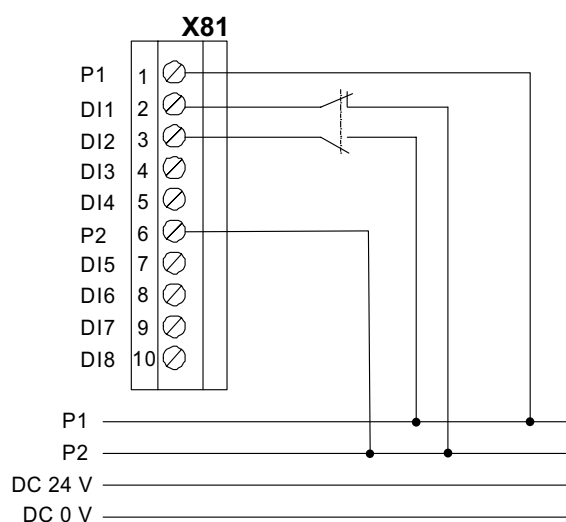 X81
P1 1
DI1 2
DI2 3
DI3 4
DI4 5
P2 6
DI5 7
DI6 8
DI7 9
DI8 10
P1
P2
DC 24 V
DC 0 V